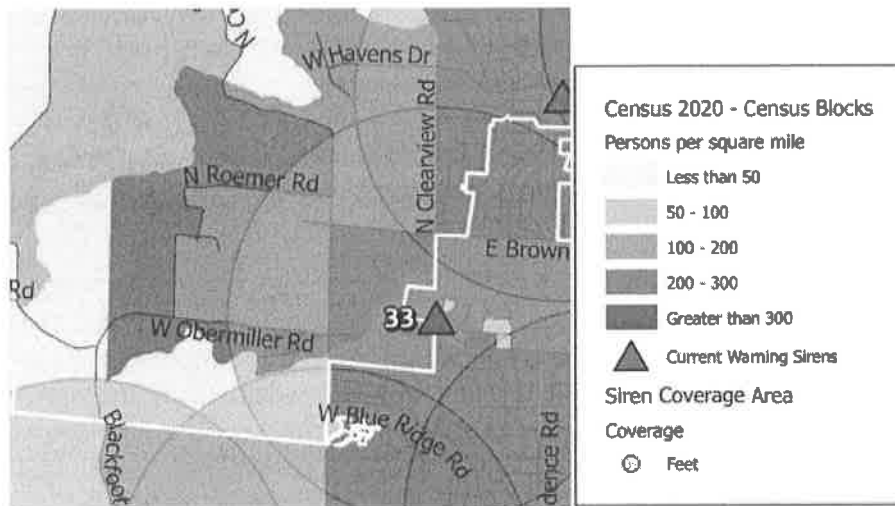 W Havens Dr
N Clearview Rd
N Roemer Rd
E Brown
Rd
33
W Obermiller Rd
W Blue Ridge Rd
Blackfoot
dence Rd
Census 2020 - Census Blocks
Persons per square mile
Less than 50
50 - 100
100 - 200
200 - 300
Greater than 300
Current Warning Sirens
Siren Coverage Area
Coverage
Feet